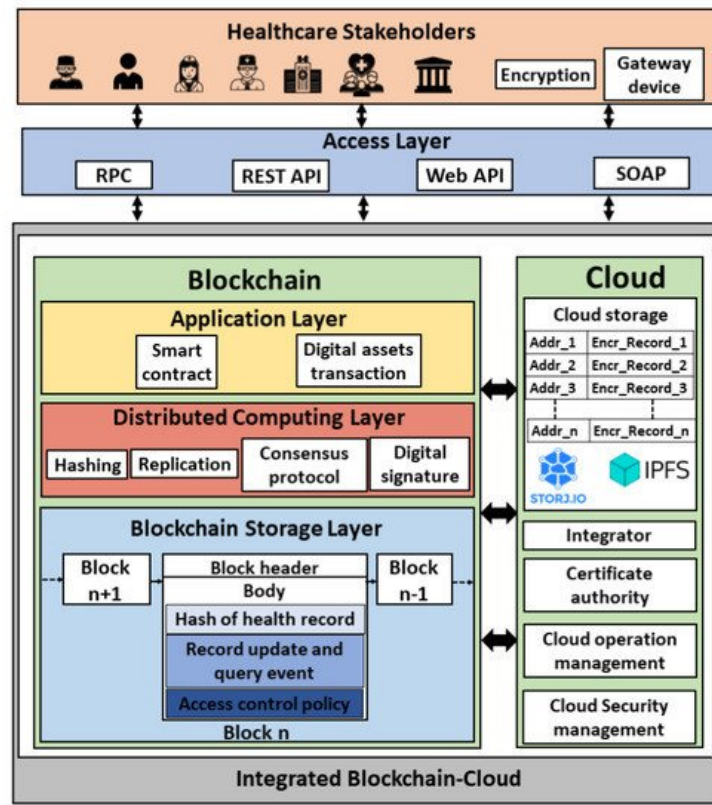 Healthcare Stakeholders
Encryption
Gateway
device
Access Layer
RPC
REST API
Web API
SOAP
Blockchain
Application Layer
Smart
contract
Digital assets
transaction
Distributed Computing Layer
Hashing
Replication
Consensus
protocol
Digital
signature
Blockchain Storage Layer
Block
n+1
Block header
Body
Hash of health record
Record update and
query event
Access control policy
Block n
Block
n-1
Cloud
Cloud storage
Addr_1 Encr_Record_1
Addr_2 Encr_Record_2
Addr_3 Encr_Record_3
Addr_n Encr_Record_n
STORJ.IO
IPFS
Integrator
Certificate
authority
Cloud operation
management
Cloud Security
management
Integrated Blockchain-Cloud